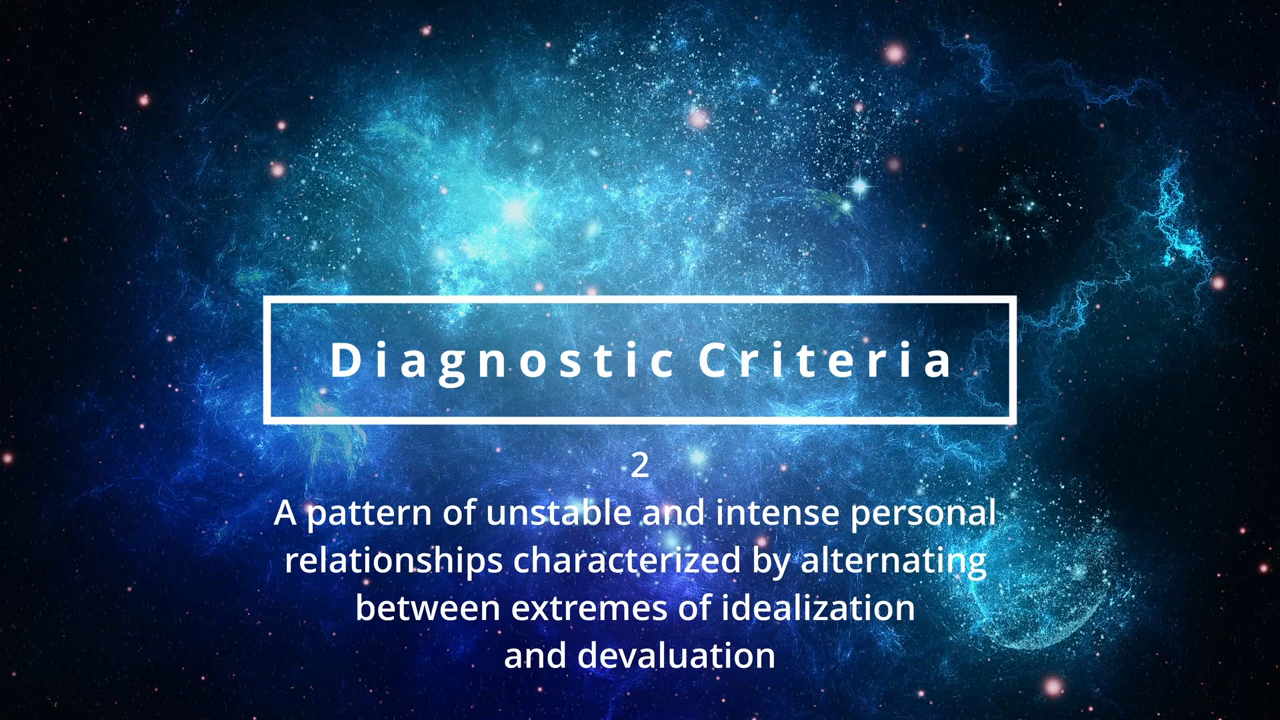 Diagnostic Criteria
2
A pattern of unstable and intense personal
relationships characterized by alternating
between extremes of idealization
and devaluation